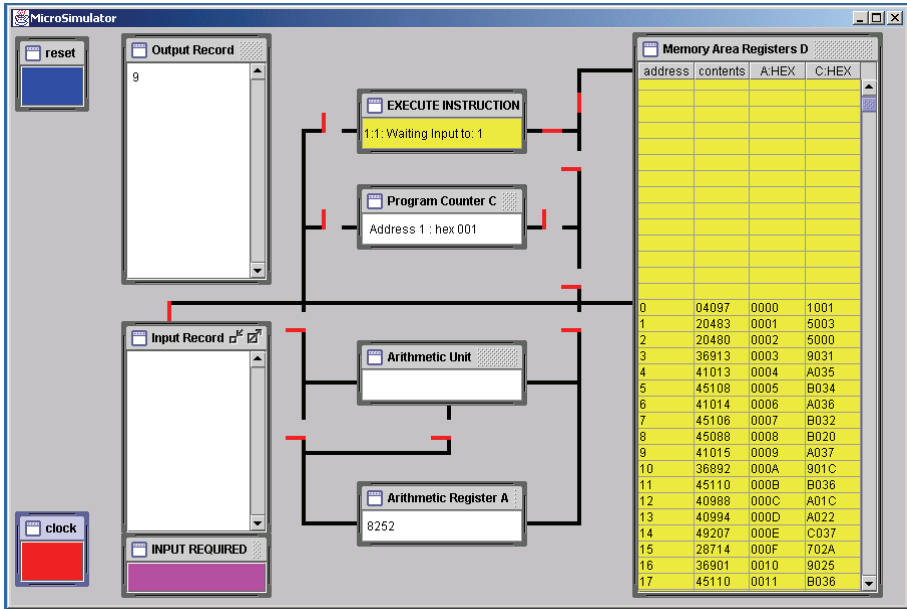 MicroSimulator
reset
Output Record
9
EXECUTE INSTRUCTION
1:1: Waiting Input to: 1
Program Counter C
Address 1 : hex 001
Input Record
Arithmetic Unit
Arithmetic Register A
8252
clock
INPUT REQUIRED
Memory Area Registers D
address contents A:HEX C:HEX
0 04097 0000 1001
1 20483 0001 5003
2 20480 0002 5000
3 36913 0003 9031
4 41013 0004 A035
5 45108 0005 B034
6 41014 0006 A036
7 45106 0007 B032
8 45088 0008 B020
9 41015 0009 A037
10 36892 000A 901C
11 45110 000B B036
12 40988 000C A01C
13 40994 000D A022
14 49207 000E C037
15 28714 000F 702A
16 36901 0010 9025
17 45110 0011 B036